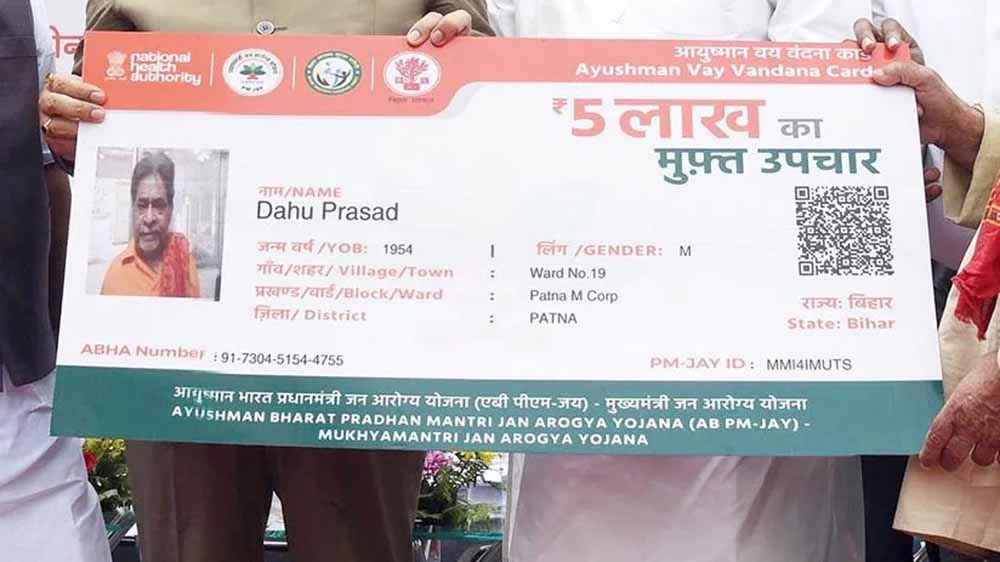 national
health
authority
PM-JAY
बिहार सरकार
आयुष्मान वय वंदना कार्ड
Ayushman Vay Vandana Card
₹5 लाख का
मुफ़्त उपचार
नाम/NAME
Dahu Prasad
जन्म वर्ष /YOB: 1954 | लिंग /GENDER: M
गाँव/शहर/ Village/Town : Ward No.19
प्रखण्ड/वार्ड/Block/Ward : Patna M Corp
ज़िला/ District : PATNA
राज्य: बिहार
State: Bihar
ABHA Number : 91-7304-5154-4755
PM-JAY ID : MMI4IMUTS
आयुष्मान भारत प्रधानमंत्री जन आरोग्य योजना (एबी पीएम-जय) - मुख्यमंत्री जन आरोग्य योजना
AYUSHMAN BHARAT PRADHAN MANTRI JAN AROGYA YOJANA (AB PM-JAY) -
MUKHYAMANTRI JAN AROGYA YOJANA